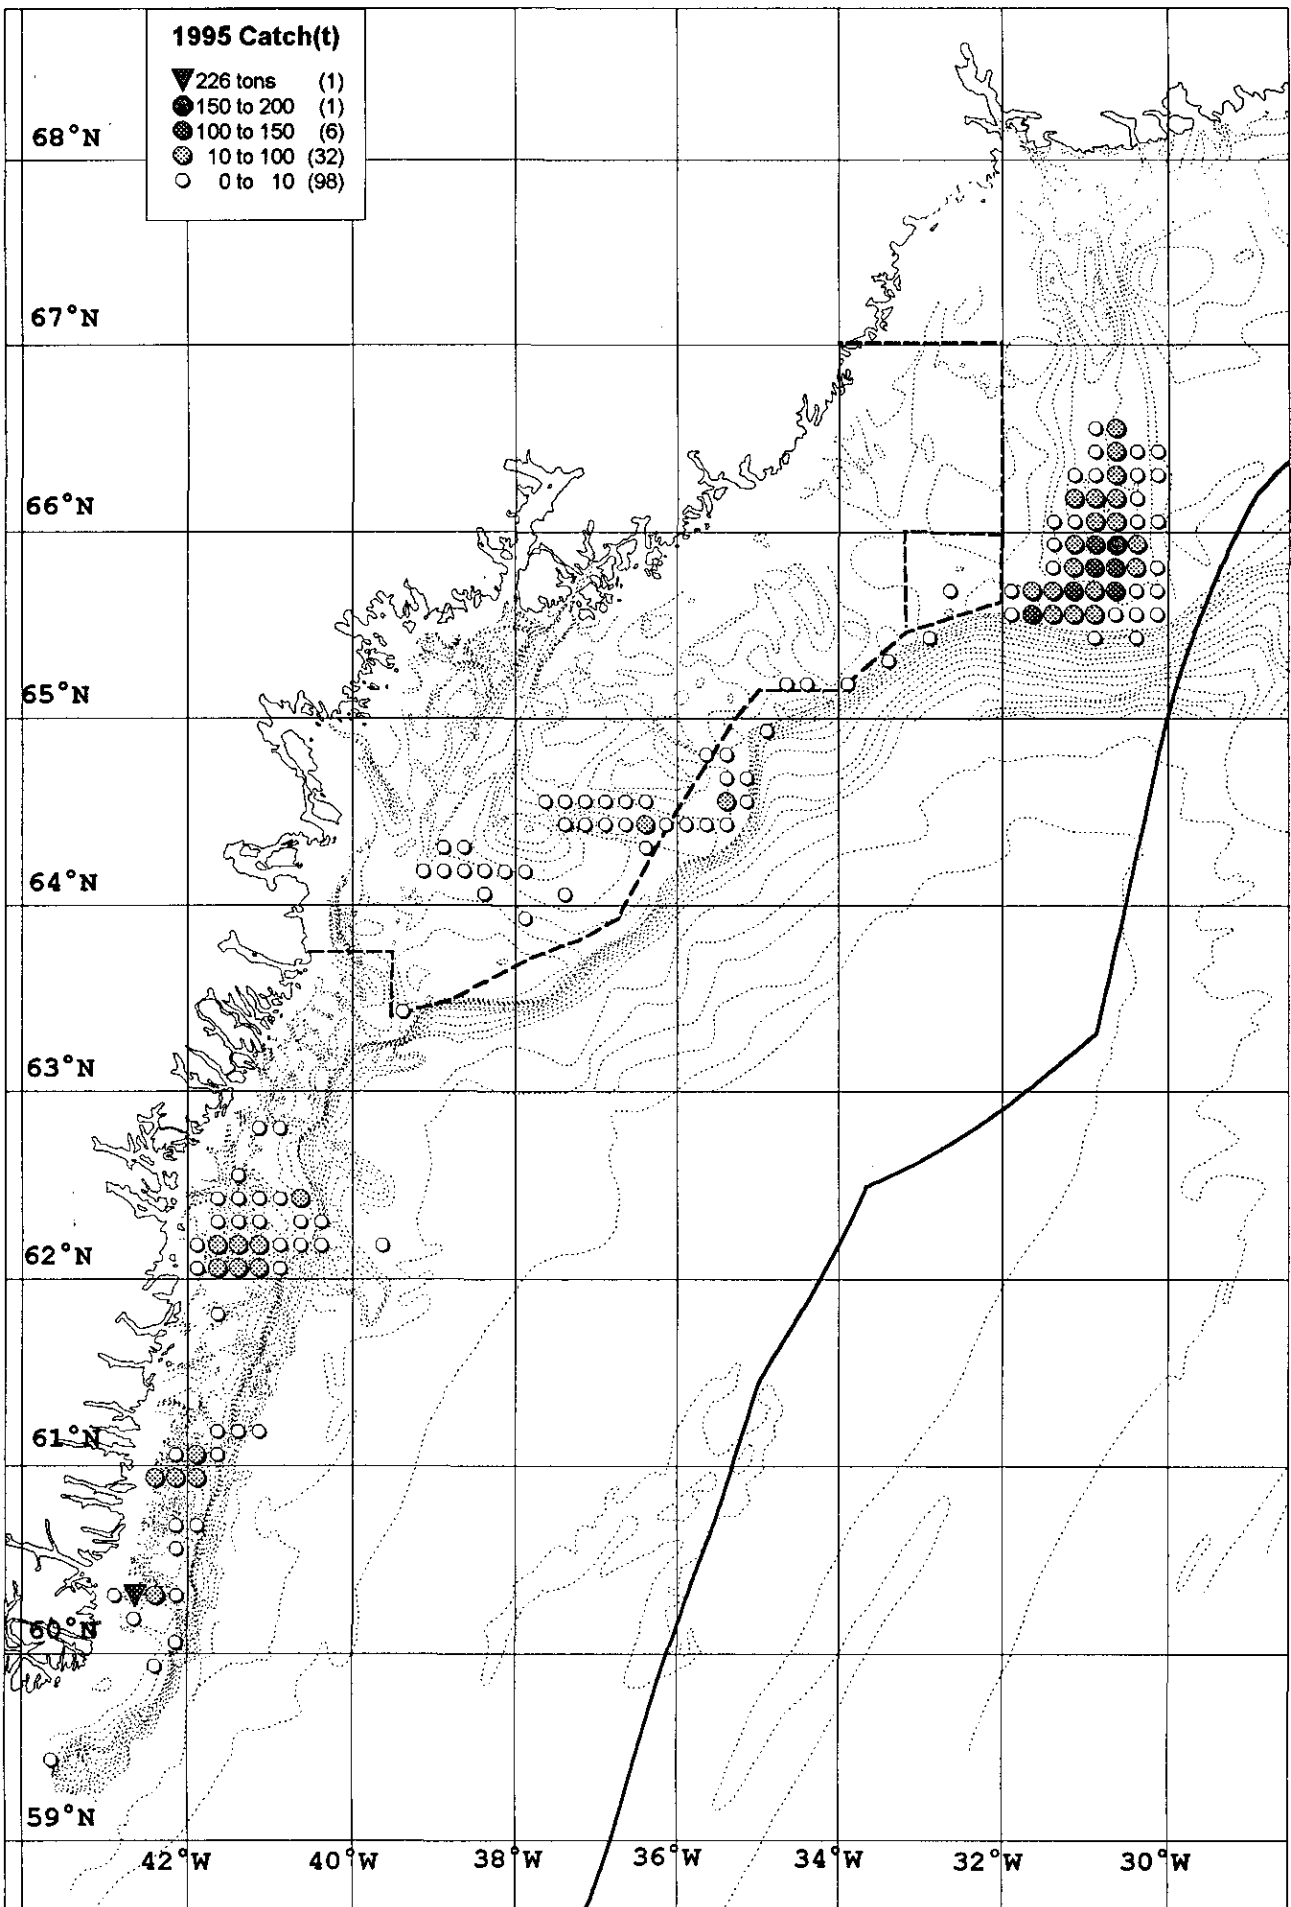 1995 Catch(t)
226 tons (1)
150 to 200 (1)
100 to 150 (6)
10 to 100 (32)
0 to 10 (98)
68°N
67°N
66°N
65°N
64°N
63°N
62°N
61°N
60°N
59°N
42°W 40°W 38°W 36°W 34°W 32°W 30°W